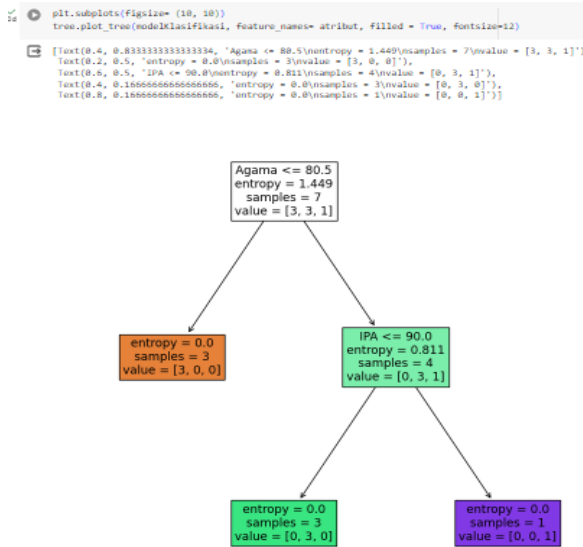 plt.subplots(figsize= (10, 10))
tree.plot_tree(modelKlasifikasi, feature_names= atribut, filled = True, fontsize=12)
[Text(0.4, 0.8333333333333334, 'Agama <= 80.5\nentropy = 1.449\nsamples = 7\nvalue = [3, 3, 1]')
Text(0.2, 0.5, 'entropy = 0.0\nsamples = 3\nvalue = [3, 0, 0]'),
Text(0.6, 0.5, 'IPA <= 90.0\nentropy = 0.811\nsamples = 4\nvalue = [0, 3, 1]'),
Text(0.4, 0.16666666666666666, 'entropy = 0.0\nsamples = 3\nvalue = [0, 3, 0]'),
Text(0.8, 0.16666666666666666, 'entropy = 0.0\nsamples = 1\nvalue = [0, 0, 1]')]
Agama <= 80.5
entropy = 1.449
samples = 7
value = [3, 3, 1]
entropy = 0.0
samples = 3
value = [3, 0, 0]
IPA <= 90.0
entropy = 0.811
samples = 4
value = [0, 3, 1]
entropy = 0.0
samples = 3
value = [0, 3, 0]
entropy = 0.0
samples = 1
value = [0, 0, 1]